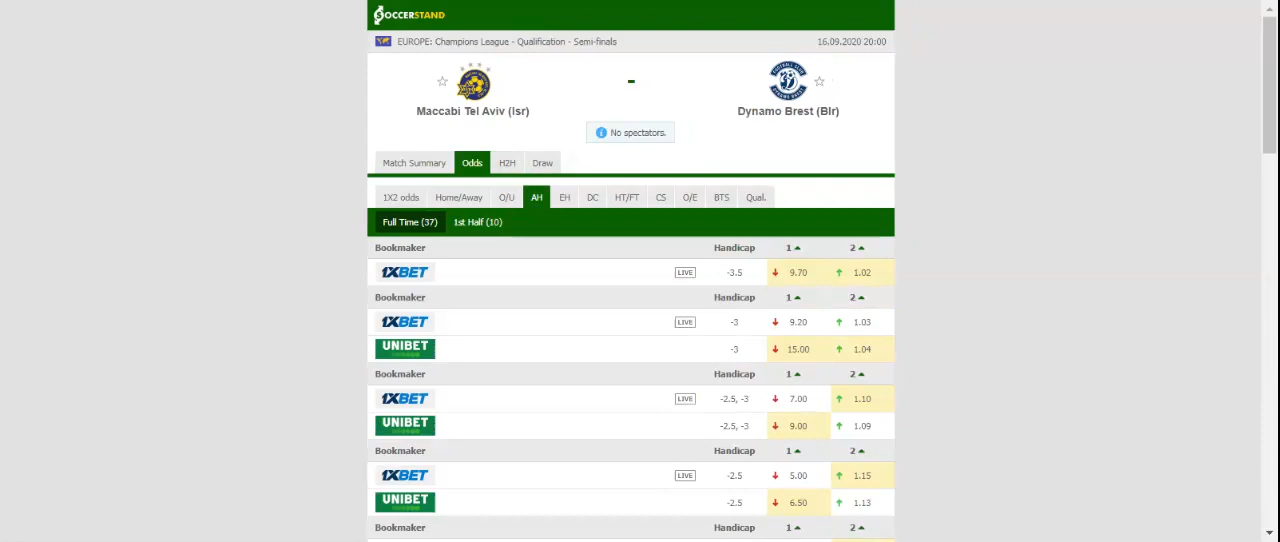 SOCCERSTAND
EUROPE: Champions League - Qualification - Semi-finals 16.09.2020 20:00
-
Maccabi Tel Aviv (Isr) Dynamo Brest (Blr)
No spectators.
Match Summary Odds H2H Draw
1X2 odds Home/Away O/U AH EH DC HT/FT CS O/E BTS Qual.
Full Time (37) 1st Half (10)
Bookmaker Handicap 1 2
1XBET LIVE -3.5 9.70 1.02
Bookmaker Handicap 1 2
1XBET LIVE -3 9.20 1.03
UNIBET -3 15.00 1.04
Bookmaker Handicap 1 2
1XBET LIVE -2.5, -3 7.00 1.10
UNIBET -2.5, -3 9.00 1.09
Bookmaker Handicap 1 2
1XBET LIVE -2.5 5.00 1.15
UNIBET -2.5 6.50 1.13
Bookmaker Handicap 1 2